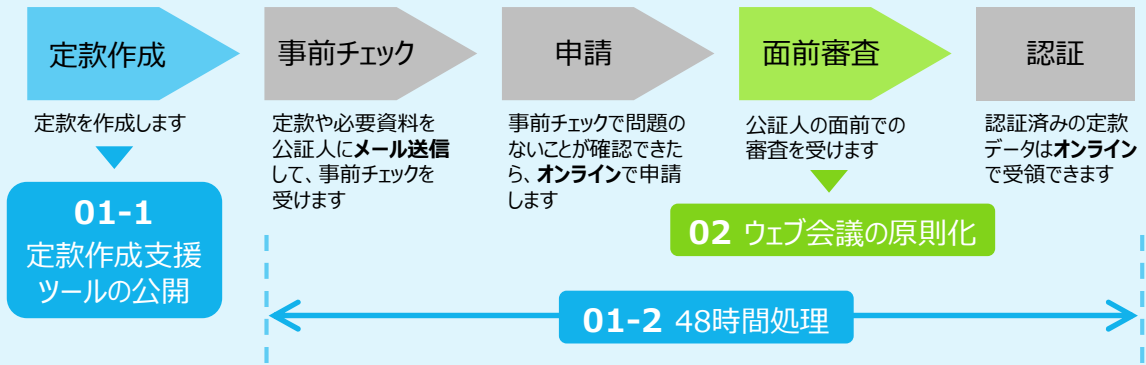 定款作成
事前チェック
申請
面前審査
認証
定款を作成します
定款や必要資料を
公証人にメール送信
して、事前チェックを
受けます
事前チェックで問題の
ないことが確認できた
ら、オンラインで申請
します
公証人の面前での
審査を受けます
認証済みの定款
データはオンライン
で受領できます
01-1
定款作成支援
ツールの公開
02 ウェブ会議の原則化
01-2 48時間処理